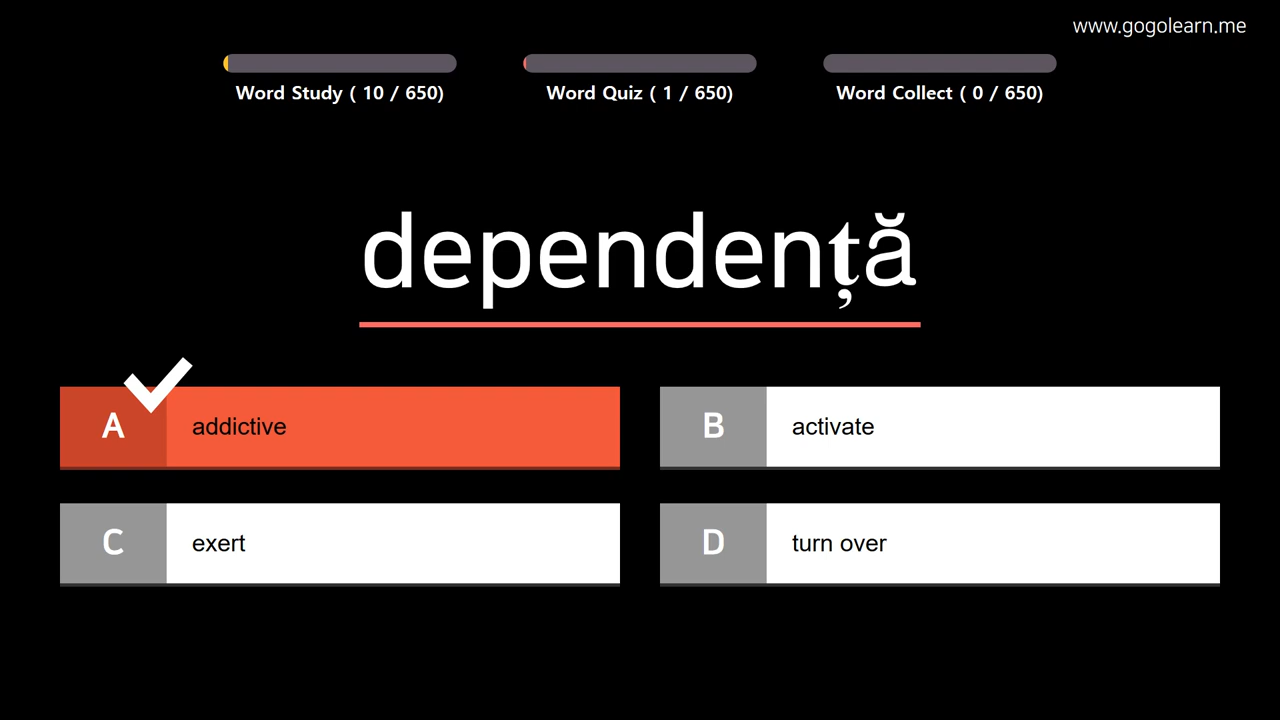 www.gogolearn.me
Word Study ( 10 / 650)
Word Quiz ( 1 / 650)
Word Collect ( 0 / 650)
dependență
A addictive
B activate
C exert
D turn over